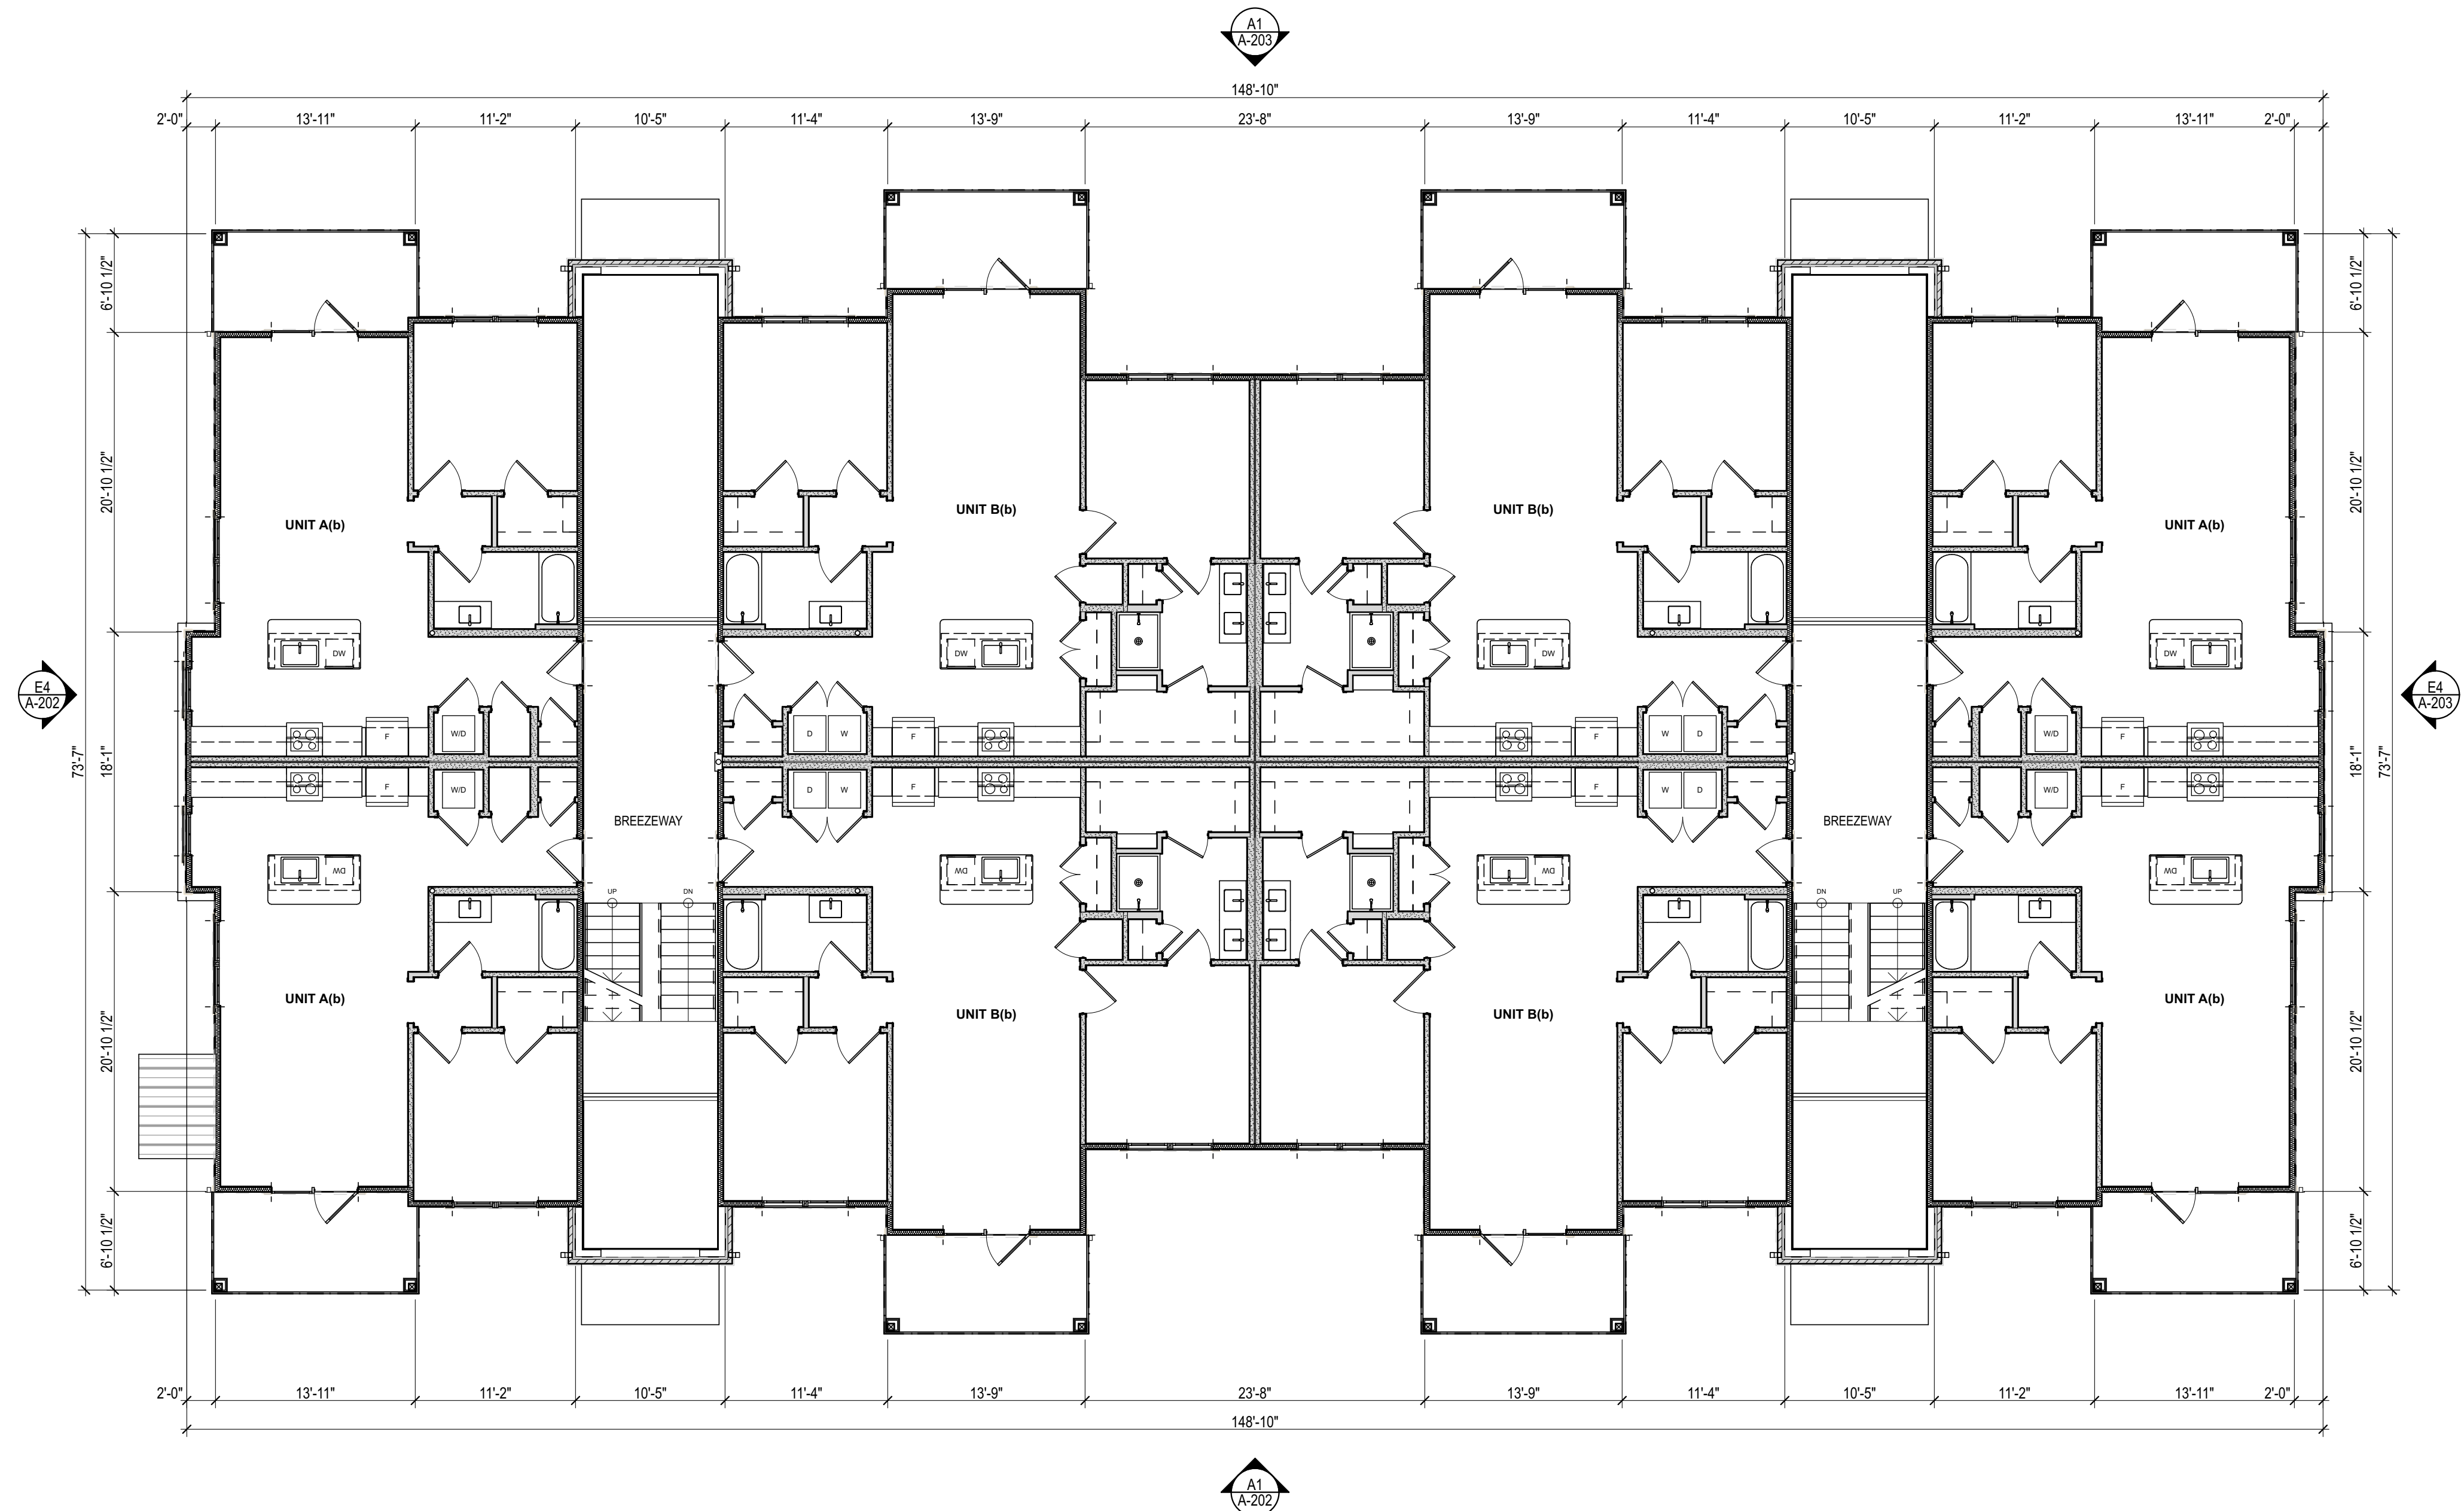 A1
A-203
148'-10"
2'-0"
13'-11"
11'-2"
10'-5"
11'-4"
13'-9"
23'-8"
13'-9"
11'-4"
10'-5"
11'-2"
13'-11"
2'-0"
6'-10 1/2"
6'-10 1/2"
20'-10 1/2"
20'-10 1/2"
UNIT A(b)
UNIT B(b)
UNIT B(b)
UNIT A(b)
DW
DW
DW
DW
E4
A-202
E4
A-203
W/D
D
W
W
D
W/D
F
F
F
F
73'-7"
18'-1"
18'-1"
73'-7"
F
F
F
F
W/D
D
W
W
D
W/D
BREEZEWAY
BREEZEWAY
DW
DW
DW
DW
UP
DN
DN
UP
UNIT A(b)
UNIT B(b)
UNIT B(b)
UNIT A(b)
20'-10 1/2"
20'-10 1/2"
6'-10 1/2"
6'-10 1/2"
2'-0"
13'-11"
11'-2"
10'-5"
11'-4"
13'-9"
23'-8"
13'-9"
11'-4"
10'-5"
11'-2"
13'-11"
2'-0"
148'-10"
A1
A-202